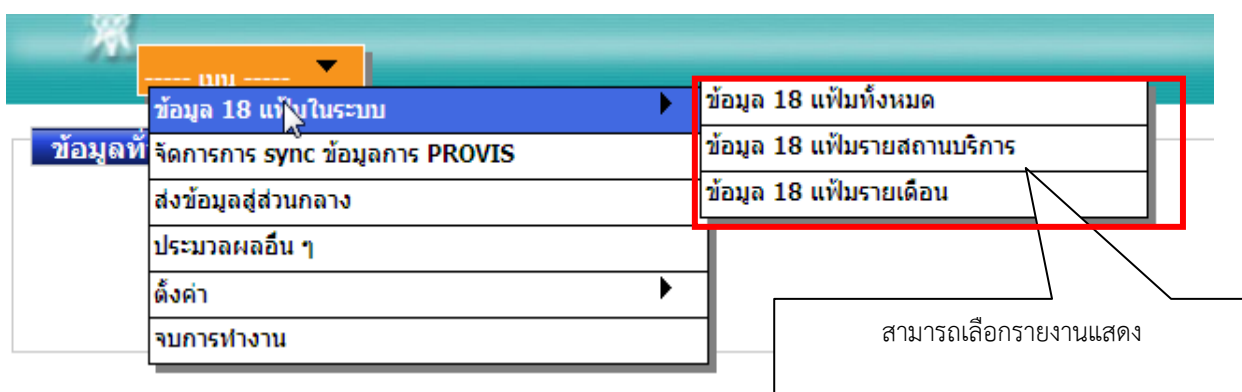 ----- เมนู -----
ข้อมูล 18 แฟ้มในระบบ
ข้อมูลที่
จัดการการ sync ข้อมูลการ PROVIS
ส่งข้อมูลสู่ส่วนกลาง
ประมวลผลอื่น ๆ
ตั้งค่า
จบการทำงาน
ข้อมูล 18 แฟ้มทั้งหมด
ข้อมูล 18 แฟ้มรายสถานบริการ
ข้อมูล 18 แฟ้มรายเดือน
สามารถเลือกรายงานแสดง